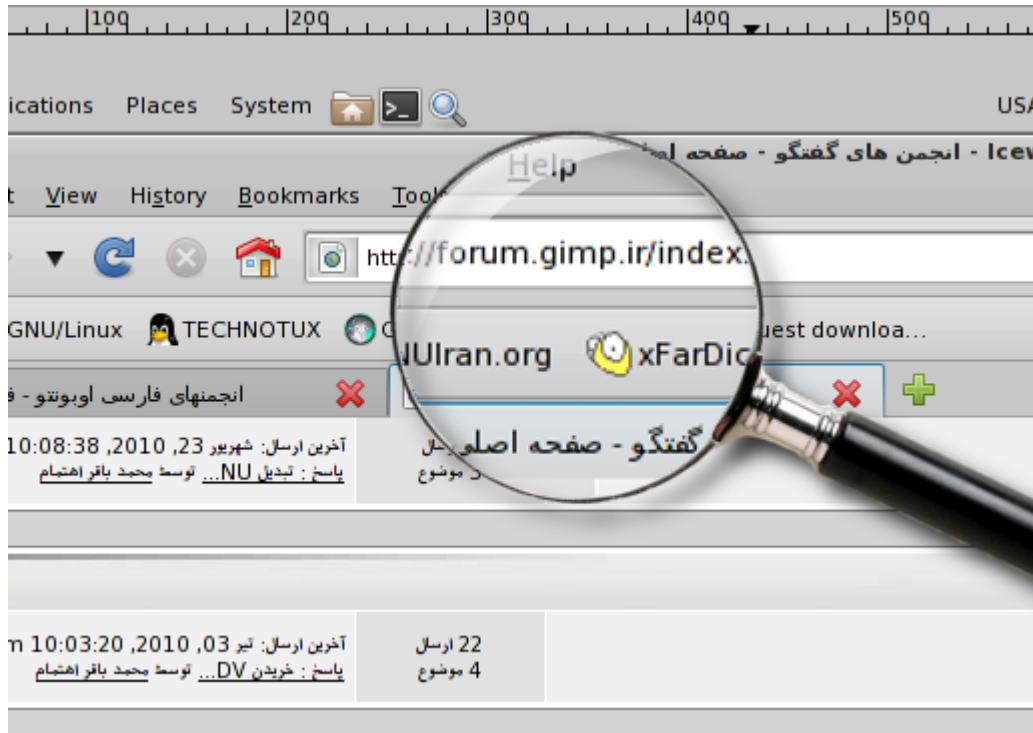 100 200 300 400 500
ications Places System USA
Icew - انجمن های گفتگو - صفحه
Help
View History Bookmarks
http://forum.gimp.ir/index
GNU/Linux TECHNOTUX uest downloa...
NUIran.org xFarDic
انجمنهای فارسی اوبونتو - ف
گفتگو - صفحه اصلی
آخرین ارسال: شهریور 23, 2010, 10:08:38
پاسخ : تبدیل NU... توسط محمد باقر اهتمام
موضوع
آخرین ارسال: تیر 03, 2010, 10:03:20 m
22 ارسال
پاسخ : خریدن DV... توسط محمد باقر اهتمام
4 موضوع